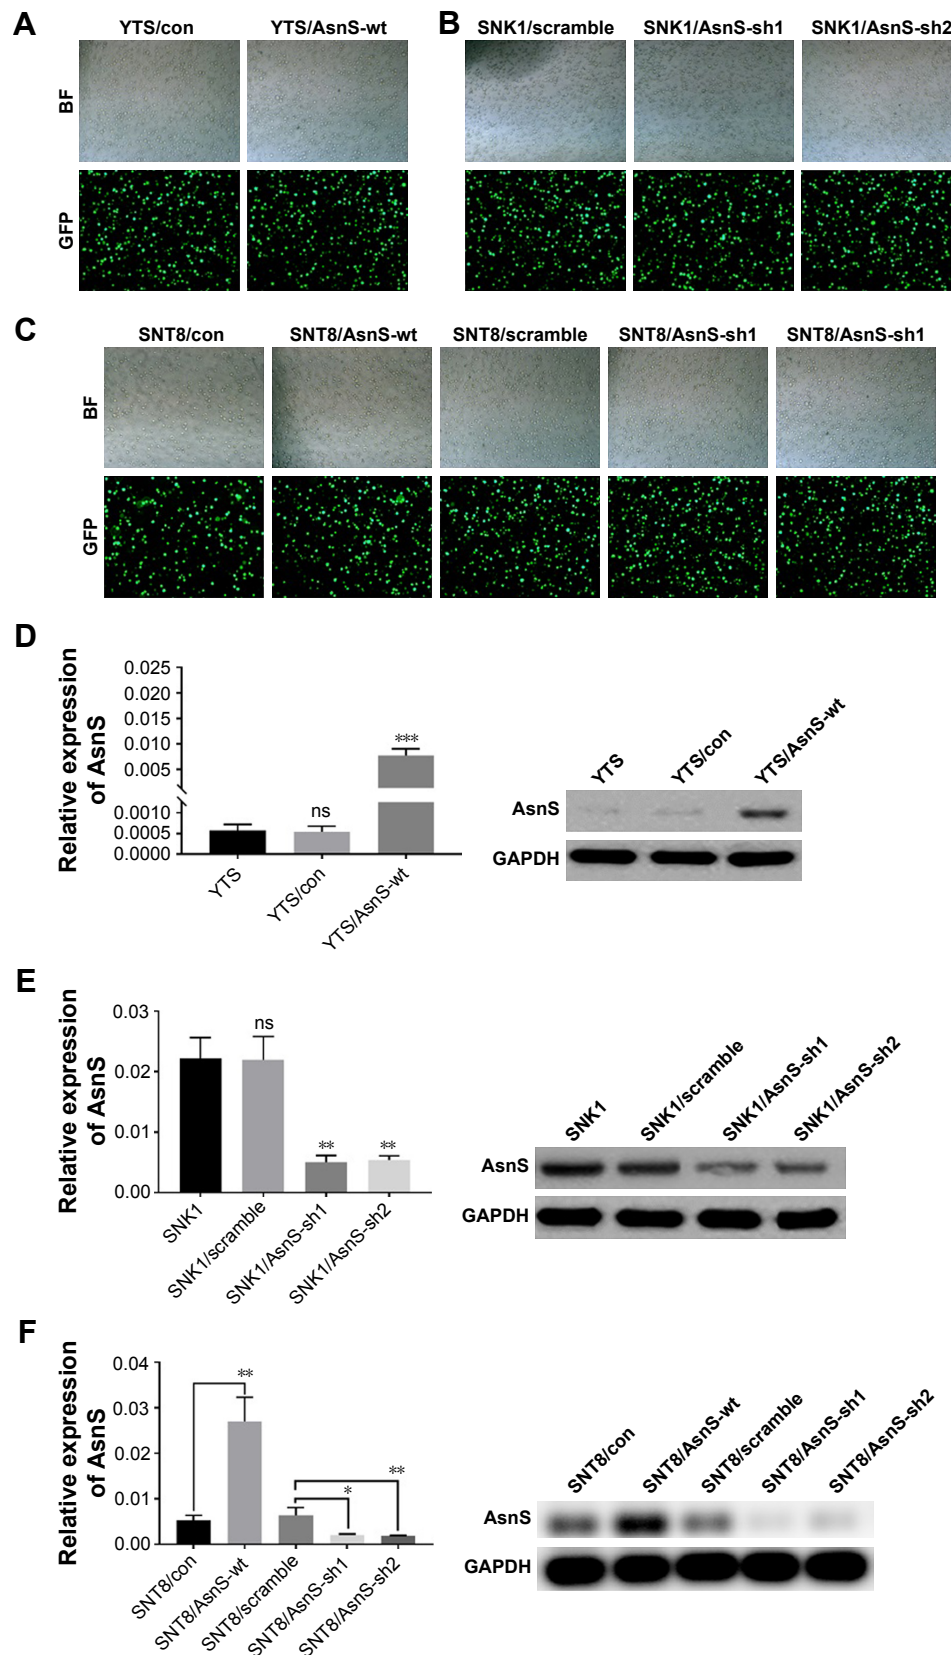 A
YTS/con YTS/AsnS-wt
BF
GFP
B
SNK1/scramble SNK1/AsnS-sh1 SNK1/AsnS-sh2
C
SNT8/con SNT8/AsnS-wt SNT8/scramble SNT8/AsnS-sh1 SNT8/AsnS-sh1
BF
GFP
D
Relative expression
of AsnS
0.025
0.020
0.015
0.010
0.005
0.0010
0.0005
0.0000
ns
***
YTS
YTS/con
YTS/AsnS-wt
YTS
YTS/con
YTS/AsnS-wt
AsnS
GAPDH
E
Relative expression
of AsnS
0.03
0.02
0.01
0.00
ns
**
**
SNK1
SNK1/scramble
SNK1/AsnS-sh1
SNK1/AsnS-sh2
SNK1
SNK1/scramble
SNK1/AsnS-sh1
SNK1/AsnS-sh2
AsnS
GAPDH
F
Relative expression
of AsnS
0.04
0.03
0.02
0.01
0.00
**
*
**
SNT8/con
SNT8/AsnS-wt
SNT8/scramble
SNT8/AsnS-sh1
SNT8/AsnS-sh2
SNT8/con
SNT8/AsnS-wt
SNT8/scramble
SNT8/AsnS-sh1
SNT8/AsnS-sh2
AsnS
GAPDH